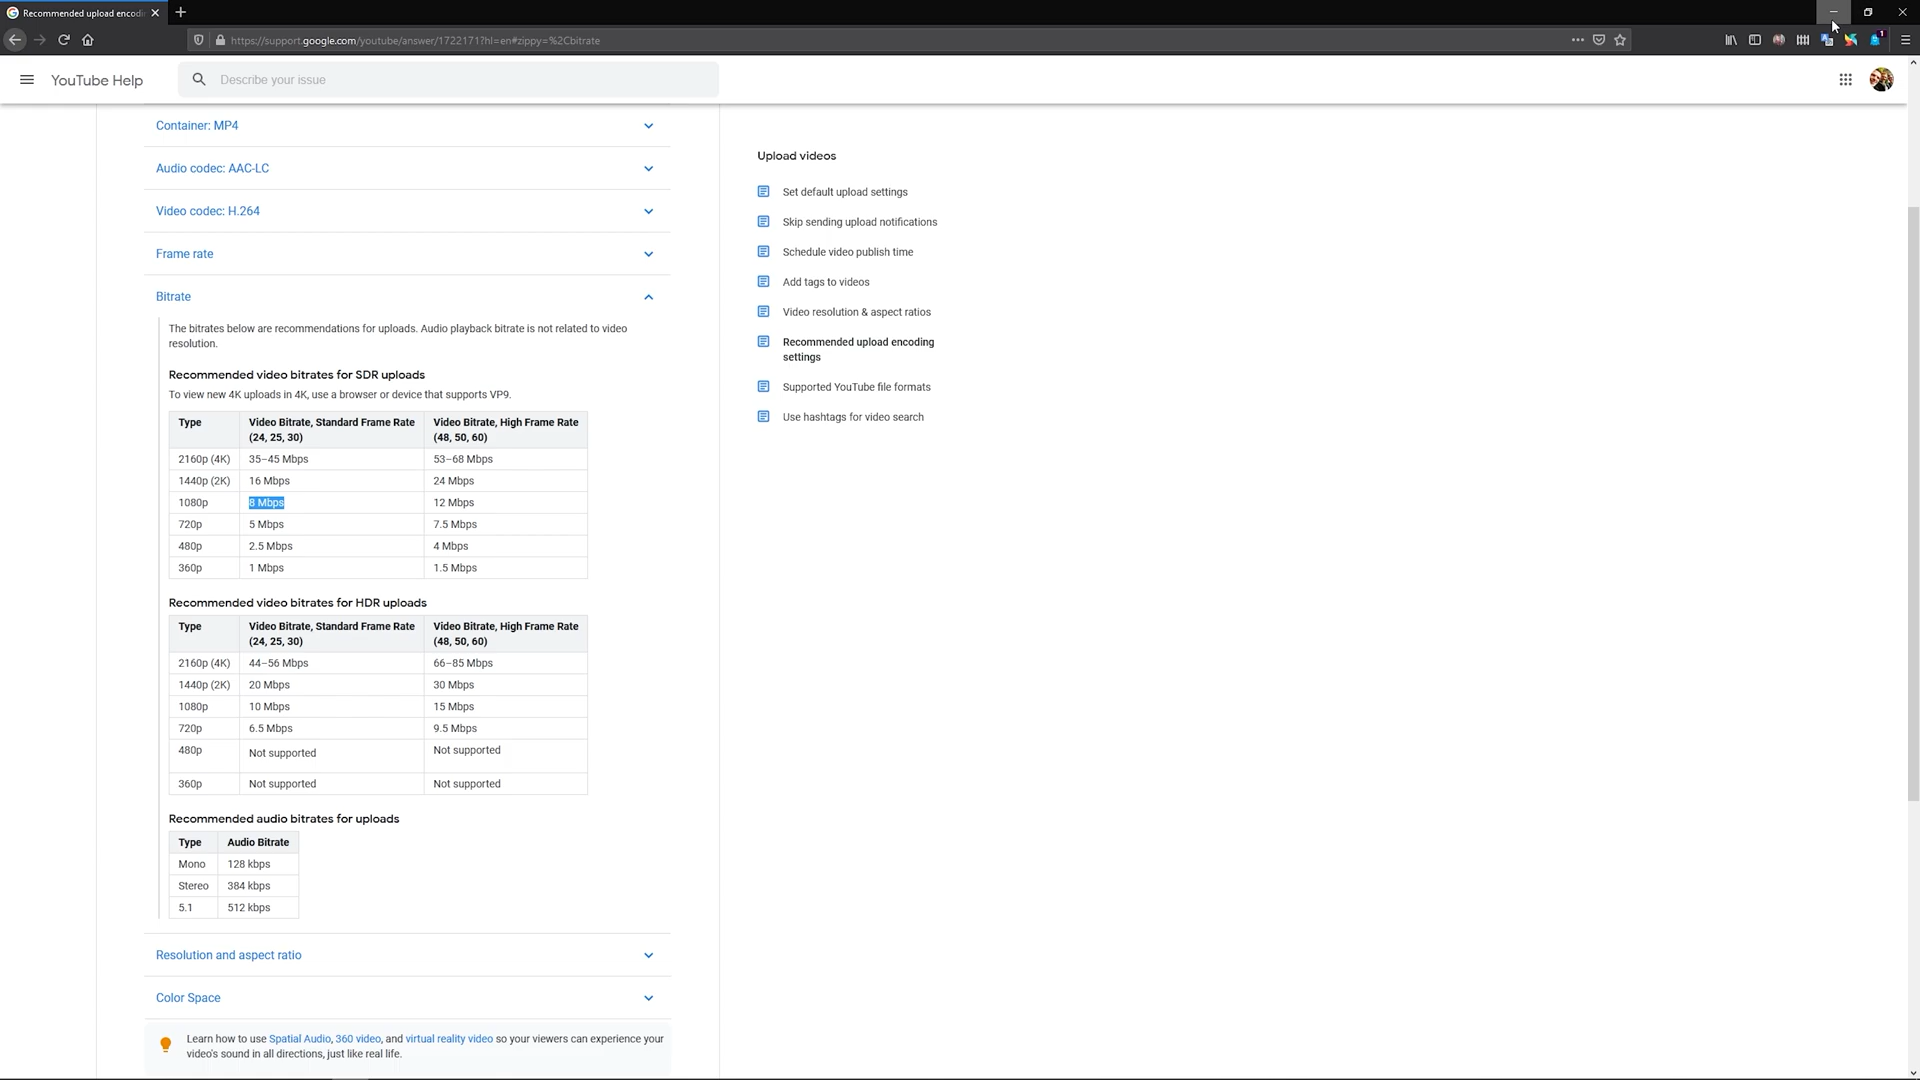 Recommended upload encodi
https://support.google.com/youtube/answer/1722171?hl=en#zippy=%2Cbitrate
1
YouTube Help
Describe your issue
Container: MP4
Audio codec: AAC-LC
Video codec: H.264
Frame rate
Bitrate
The bitrates below are recommendations for uploads. Audio playback bitrate is not related to video
resolution.
Recommended video bitrates for SDR uploads
To view new 4K uploads in 4K, use a browser or device that supports VP9.
Type Video Bitrate, Standard Frame Rate Video Bitrate, High Frame Rate
(24, 25, 30) (48, 50, 60)
2160p (4K) 35–45 Mbps 53–68 Mbps
1440p (2K) 16 Mbps 24 Mbps
1080p 8 Mbps 12 Mbps
720p 5 Mbps 7.5 Mbps
480p 2.5 Mbps 4 Mbps
360p 1 Mbps 1.5 Mbps
Recommended video bitrates for HDR uploads
Type Video Bitrate, Standard Frame Rate Video Bitrate, High Frame Rate
(24, 25, 30) (48, 50, 60)
2160p (4K) 44–56 Mbps 66–85 Mbps
1440p (2K) 20 Mbps 30 Mbps
1080p 10 Mbps 15 Mbps
720p 6.5 Mbps 9.5 Mbps
480p Not supported Not supported
360p Not supported Not supported
Recommended audio bitrates for uploads
Type Audio Bitrate
Mono 128 kbps
Stereo 384 kbps
5.1 512 kbps
Resolution and aspect ratio
Color Space
Learn how to use Spatial Audio, 360 video, and virtual reality video so your viewers can experience your
video's sound in all directions, just like real life.
Upload videos
Set default upload settings
Skip sending upload notifications
Schedule video publish time
Add tags to videos
Video resolution & aspect ratios
Recommended upload encoding
settings
Supported YouTube file formats
Use hashtags for video search